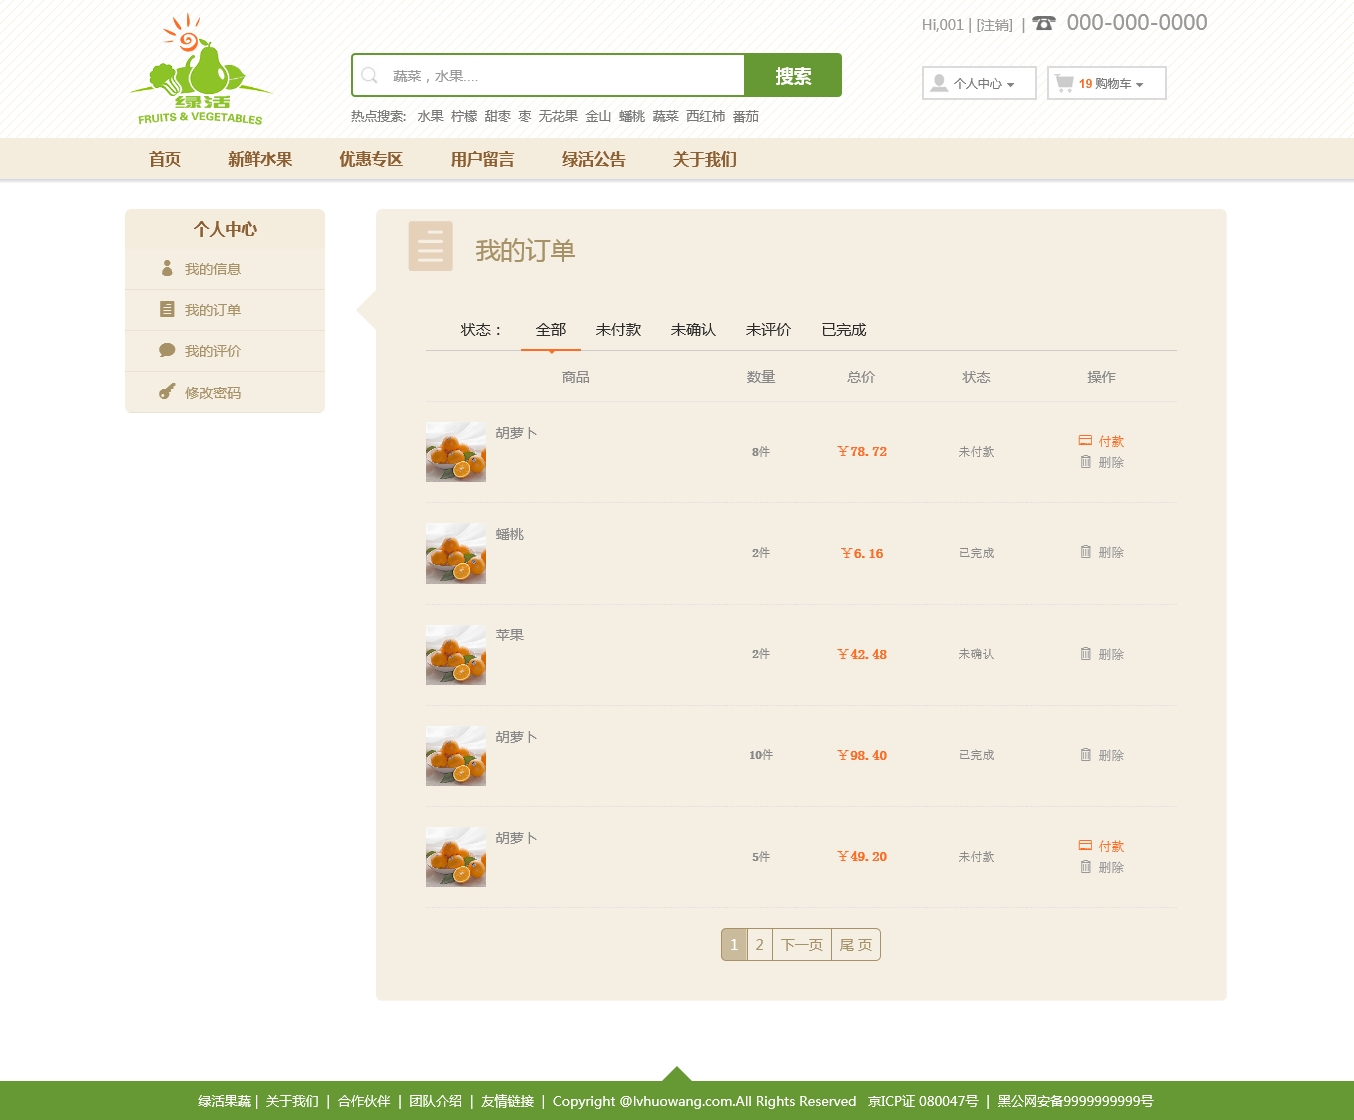 Hi,001 | [注销] | 000-000-0000
绿活
FRUITS & VEGETABLES
蔬菜，水果....
搜索
个人中心
19 购物车
热点搜索: 水果 柠檬 甜枣 枣 无花果 金山 蟠桃 蔬菜 西红柿 番茄
首页 新鲜水果 优惠专区 用户留言 绿活公告 关于我们
个人中心
我的信息
我的订单
我的评价
修改密码
我的订单
状态： 全部 未付款 未确认 未评价 已完成
商品 数量 总价 状态 操作
胡萝卜 8件 ￥78.72 未付款 付款
删除
蟠桃 2件 ￥6.16 已完成 删除
苹果 2件 ￥42.48 未确认 删除
胡萝卜 10件 ￥98.40 已完成 删除
胡萝卜 5件 ￥49.20 未付款 付款
删除
1 2 下一页 尾 页
绿活果蔬 | 关于我们 | 合作伙伴 | 团队介绍 | 友情链接 | Copyright @lvhuowang.com.All Rights Reserved 京ICP证 080047号 | 黑公网安备9999999999号